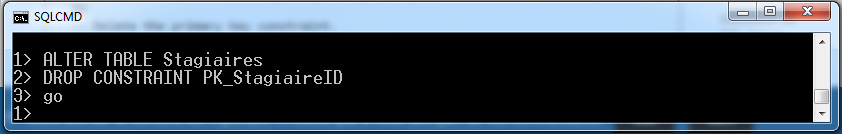 SQLCMD
1> ALTER TABLE Stagiaires
2> DROP CONSTRAINT PK_StagiaireID
3> go
1>